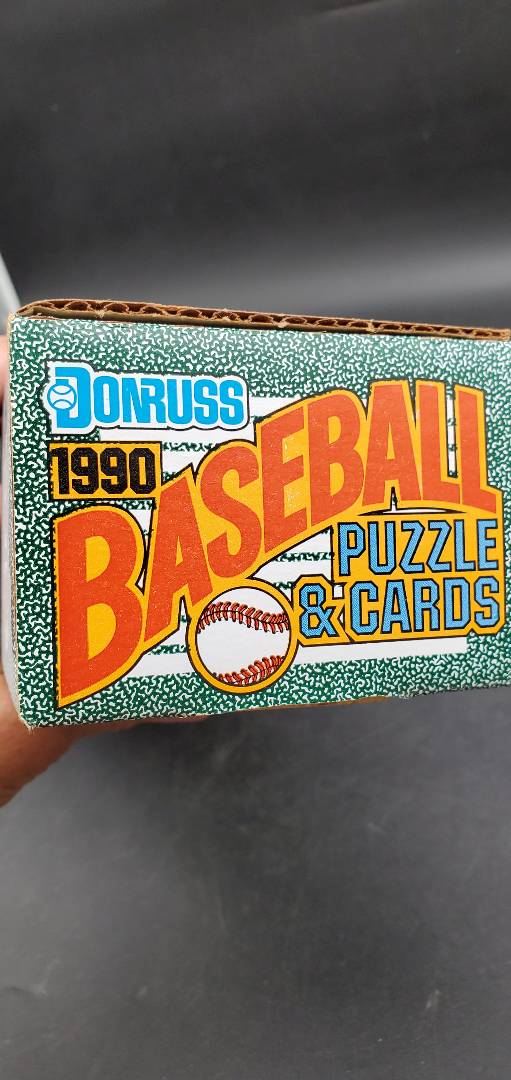 DONRUSS
1990
BASEBALL
PUZZLE
& CARDS